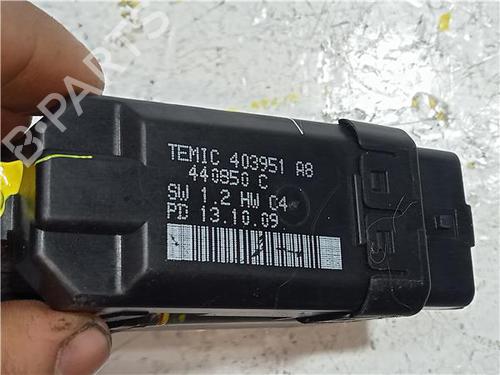 B-PARTS
TEMIC 403951 A8
440850 C
SW 1.2 HW C4
PD 13.10.09